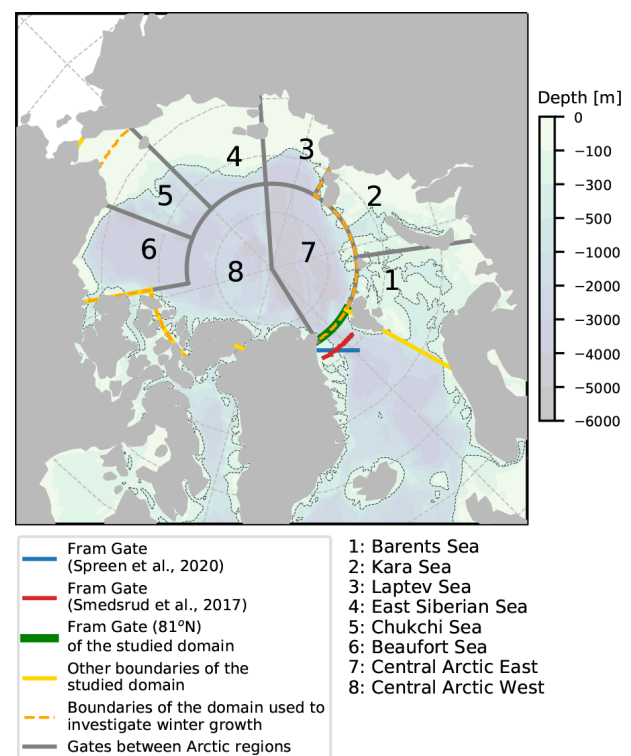 Depth [m]
0
−100
−300
−500
−1000
−2000
−3000
−4000
−5000
−6000
4
3
2
5
6
7
8
1
Fram Gate
(Spreen et al., 2020)
Fram Gate
(Smedsrud et al., 2017)
Fram Gate (81°N)
of the studied domain
Other boundaries of the
studied domain
Boundaries of the domain used to
investigate winter growth
Gates between Arctic regions
1: Barents Sea
2: Kara Sea
3: Laptev Sea
4: East Siberian Sea
5: Chukchi Sea
6: Beaufort Sea
7: Central Arctic East
8: Central Arctic West